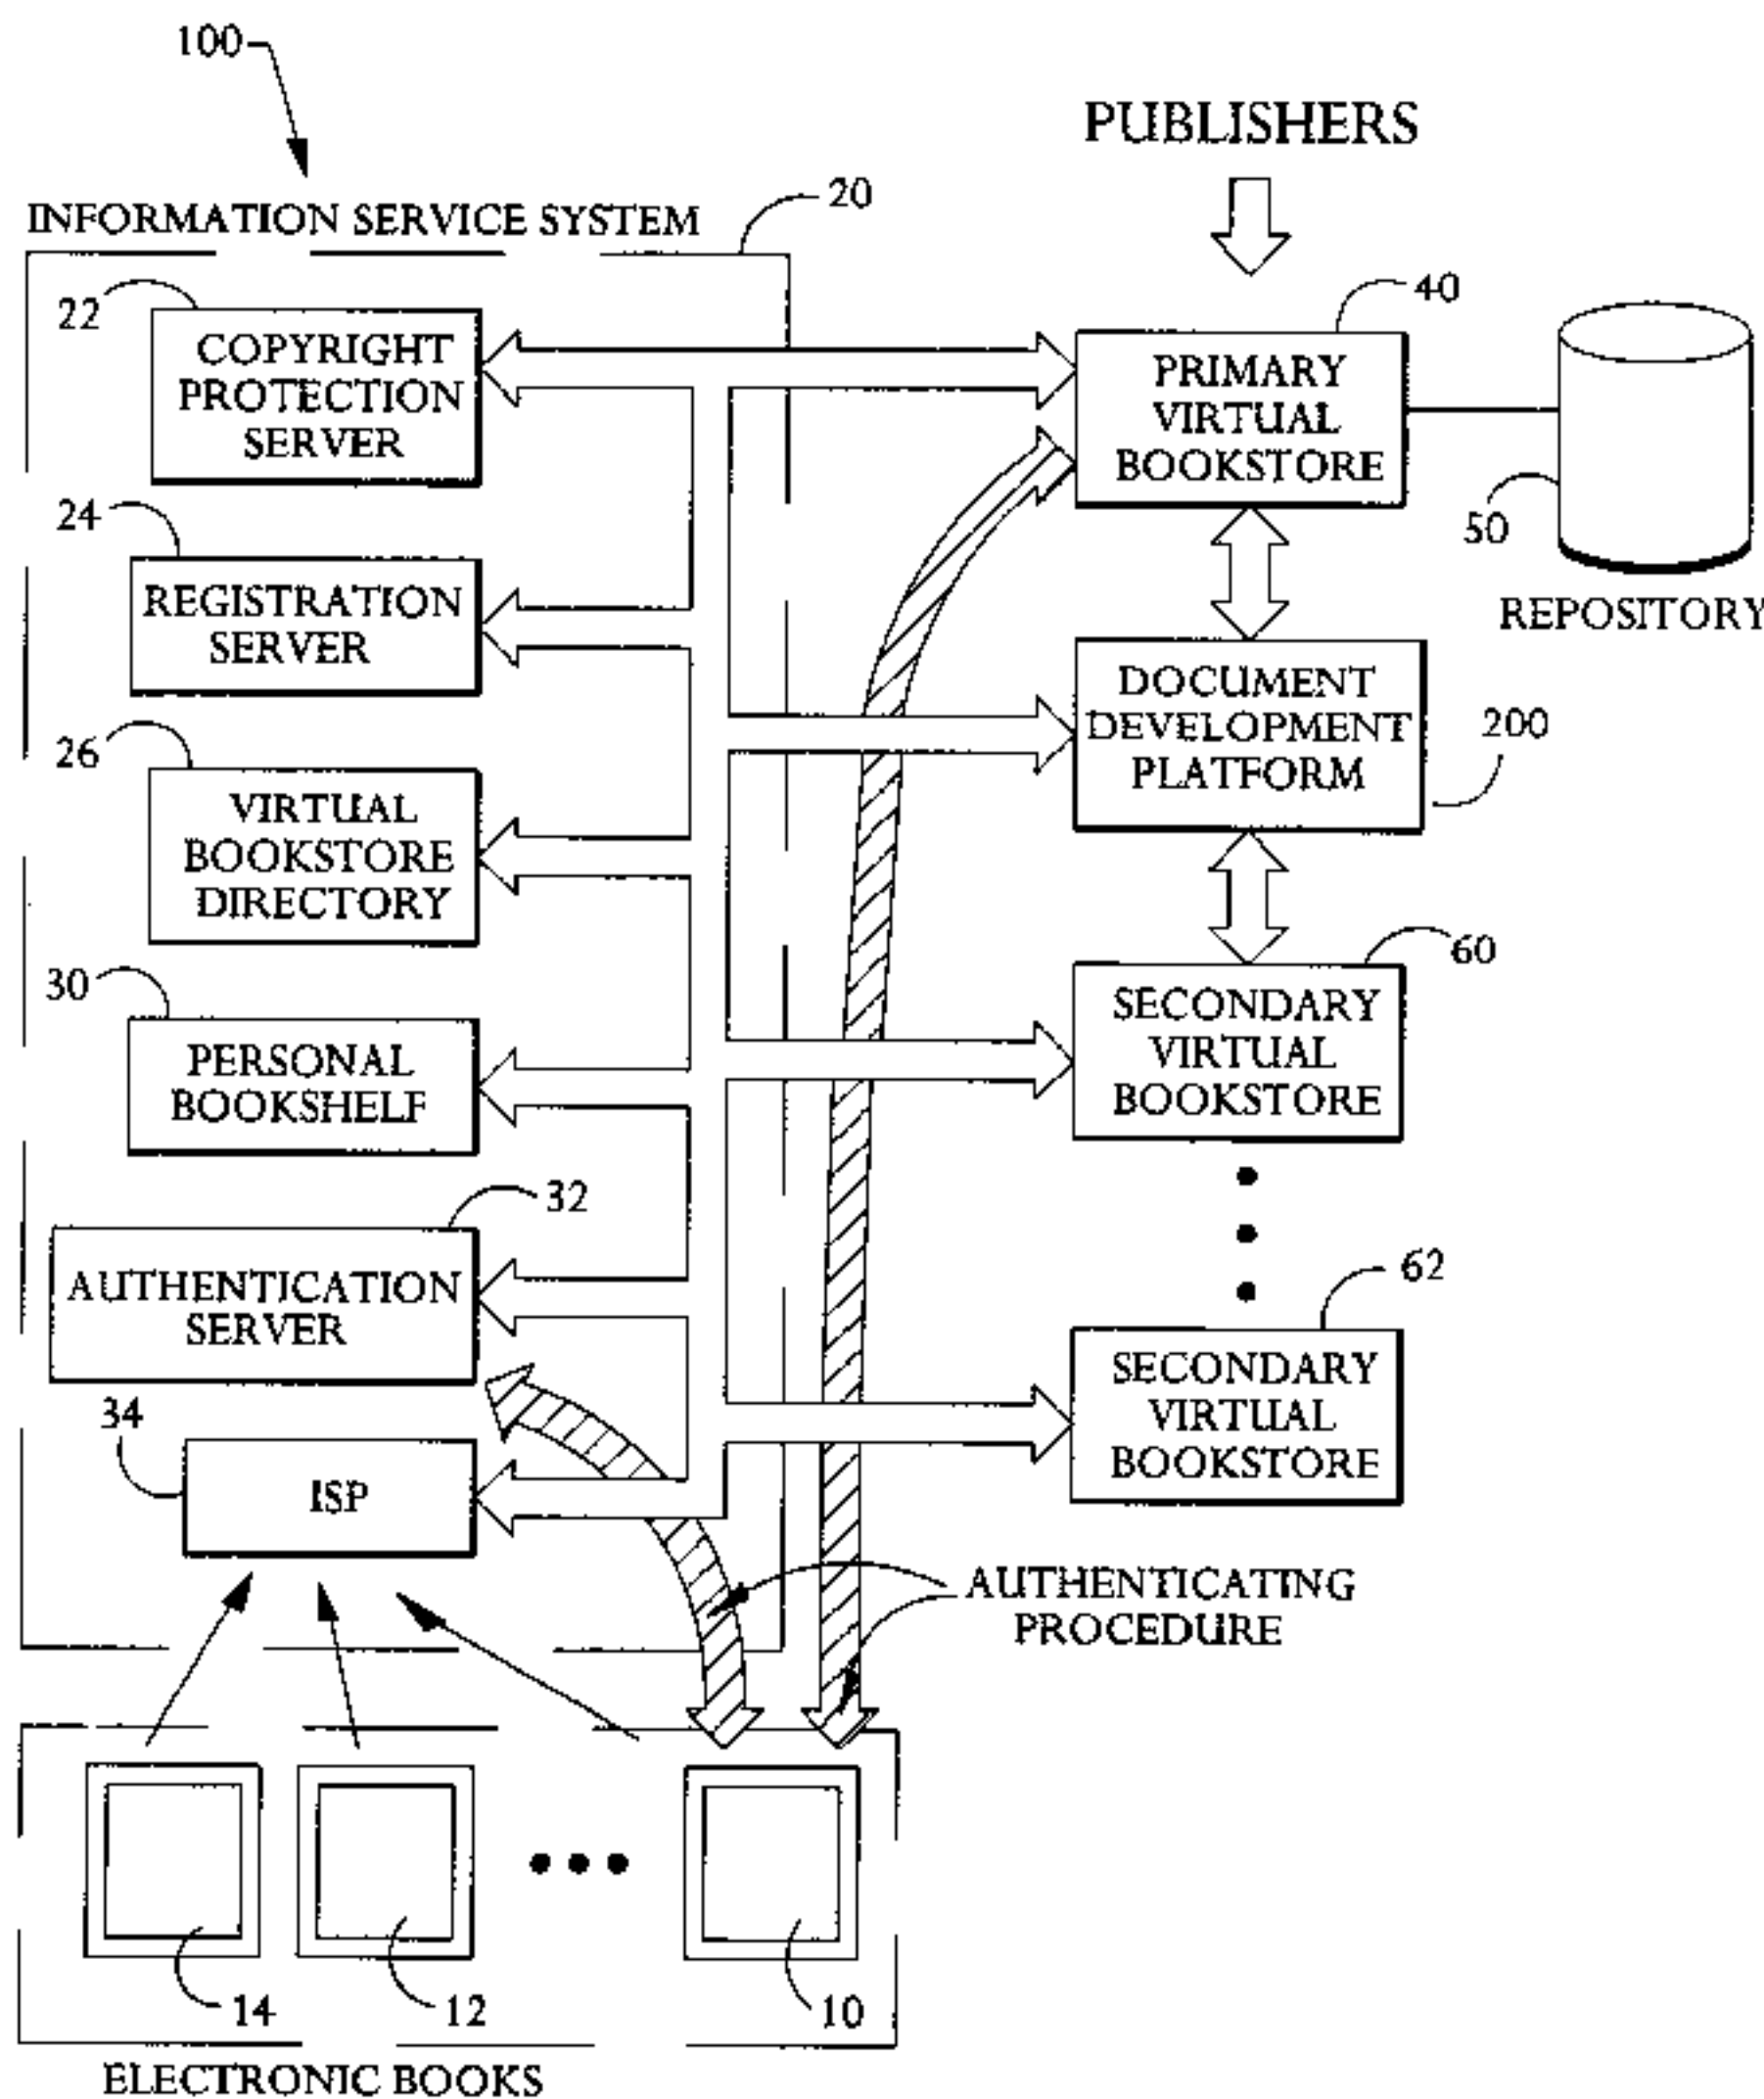 100
PUBLISHERS
INFORMATION SERVICE SYSTEM
20
22
COPYRIGHT
PROTECTION
SERVER
40
PRIMARY
VIRTUAL
BOOKSTORE
50
REPOSITORY
24
REGISTRATION
SERVER
DOCUMENT
DEVELOPMENT
PLATFORM
200
26
VIRTUAL
BOOKSTORE
DIRECTORY
60
SECONDARY
VIRTUAL
BOOKSTORE
30
PERSONAL
BOOKSHELF
32
AUTHENTICATION
SERVER
62
SECONDARY
VIRTUAL
BOOKSTORE
34
ISP
AUTHENTICATING
PROCEDURE
14
12
10
ELECTRONIC BOOKS